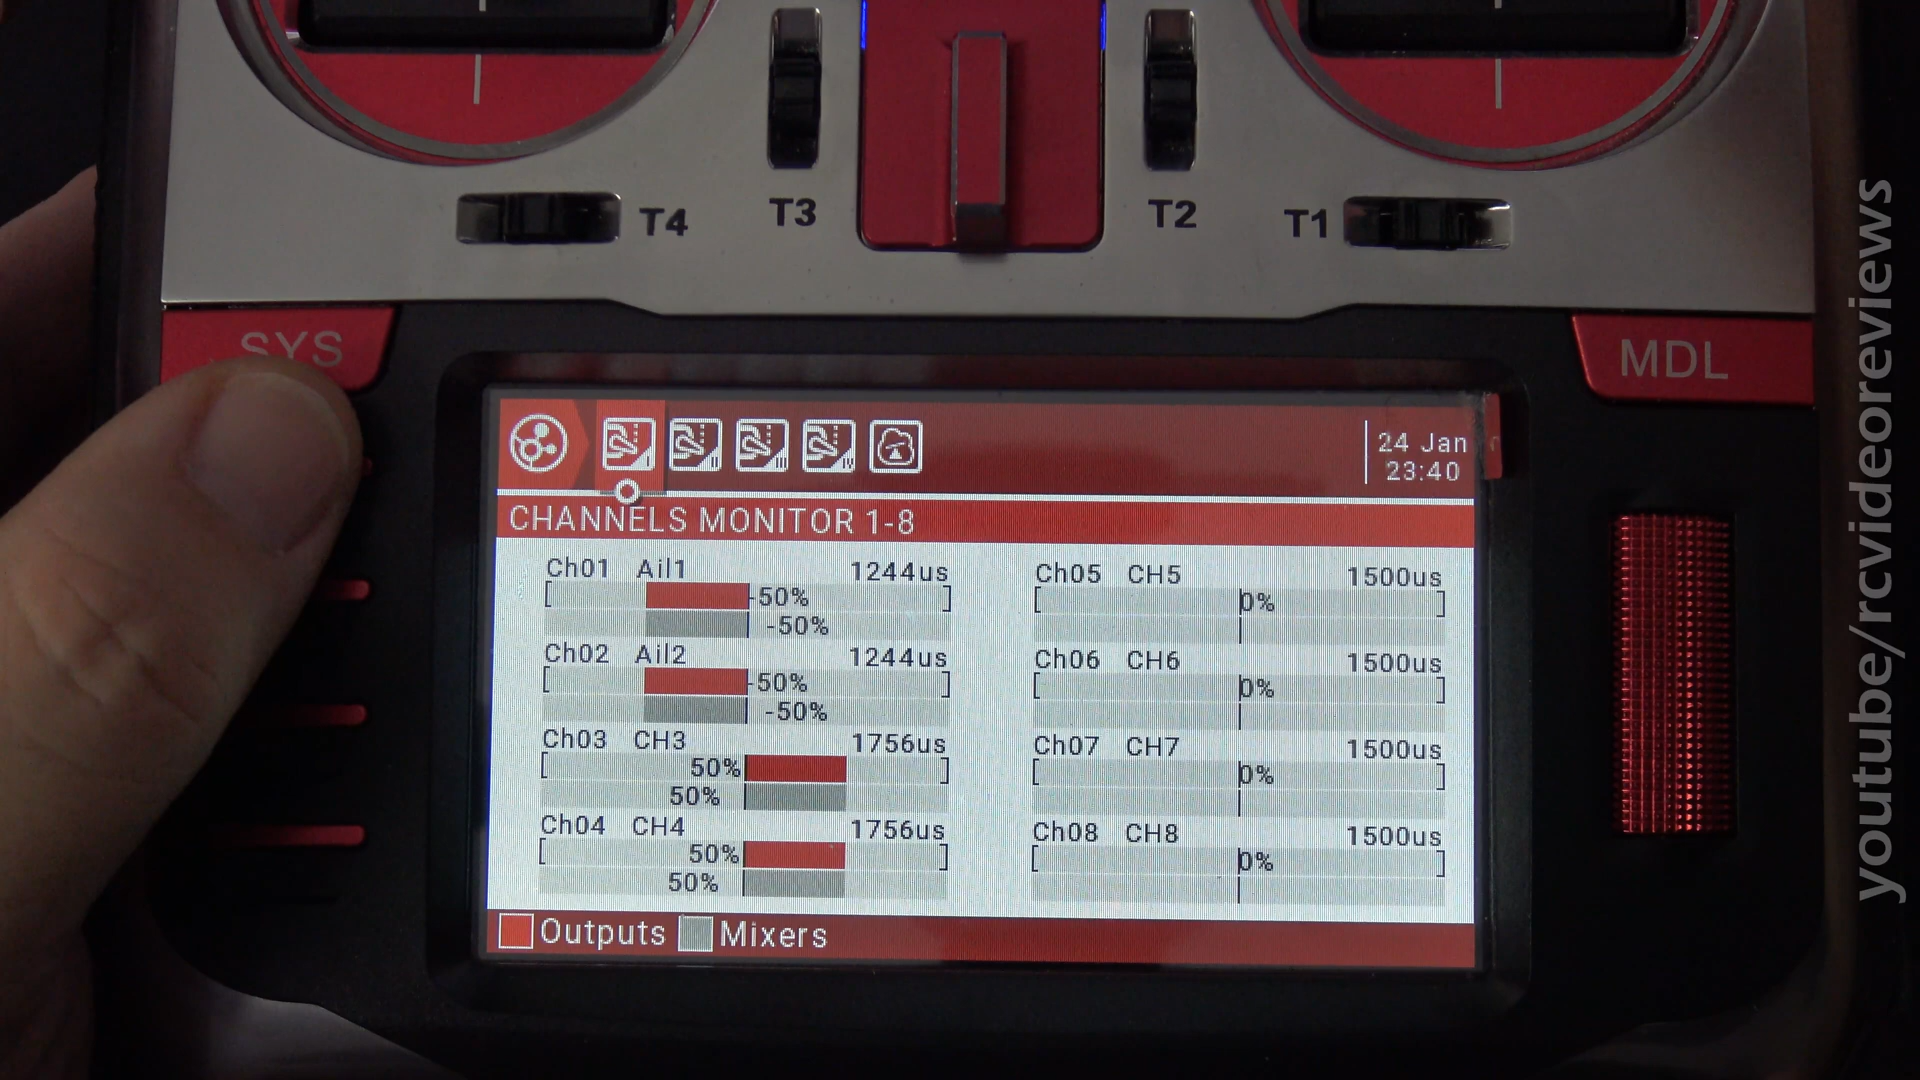 T4
T3
T2
T1
SYS
MDL
24 Jan
23:40
CHANNELS MONITOR 1-8
Ch01 Ail1 1244us
-50%
-50%
Ch02 Ail2 1244us
-50%
-50%
Ch03 CH3 1756us
50%
50%
Ch04 CH4 1756us
50%
50%
Ch05 CH5 1500us
0%
Ch06 CH6 1500us
0%
Ch07 CH7 1500us
0%
Ch08 CH8 1500us
0%
Outputs Mixers
youtube/rcvideoreviews